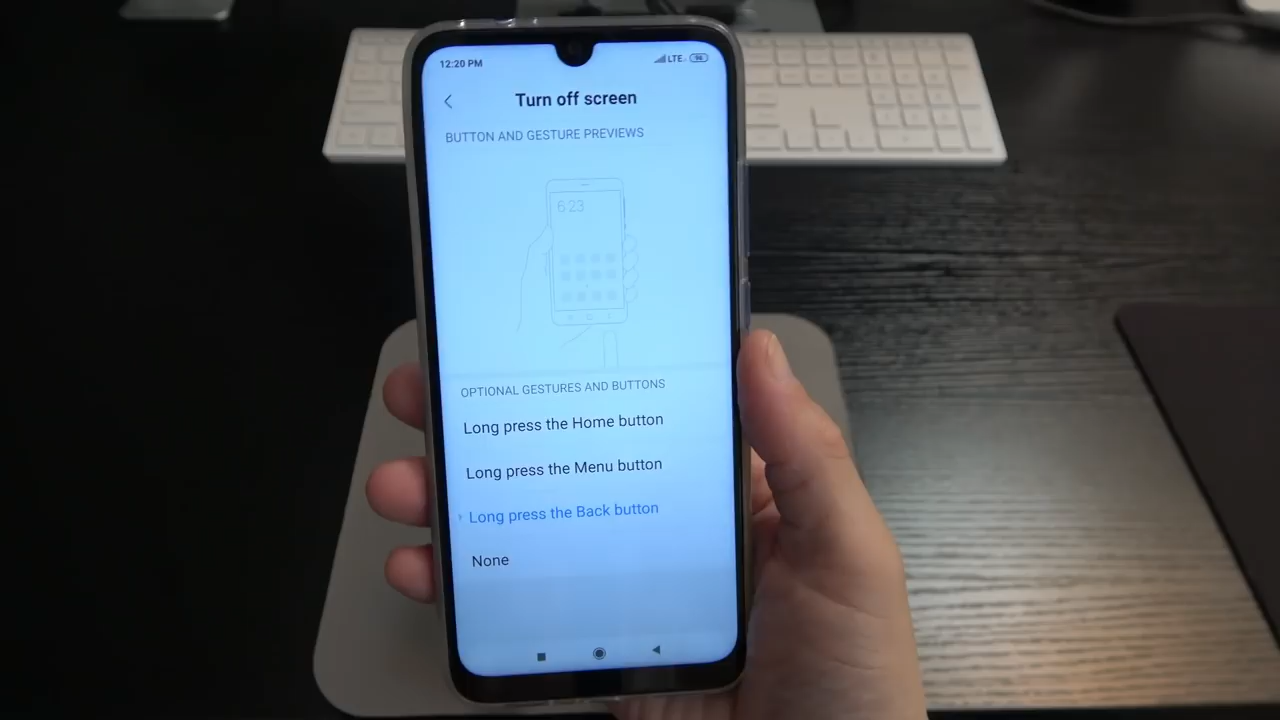 12:20 PM
LTE
96
Turn off screen
BUTTON AND GESTURE PREVIEWS
6:23
OPTIONAL GESTURES AND BUTTONS
Long press the Home button
Long press the Menu button
Long press the Back button
None